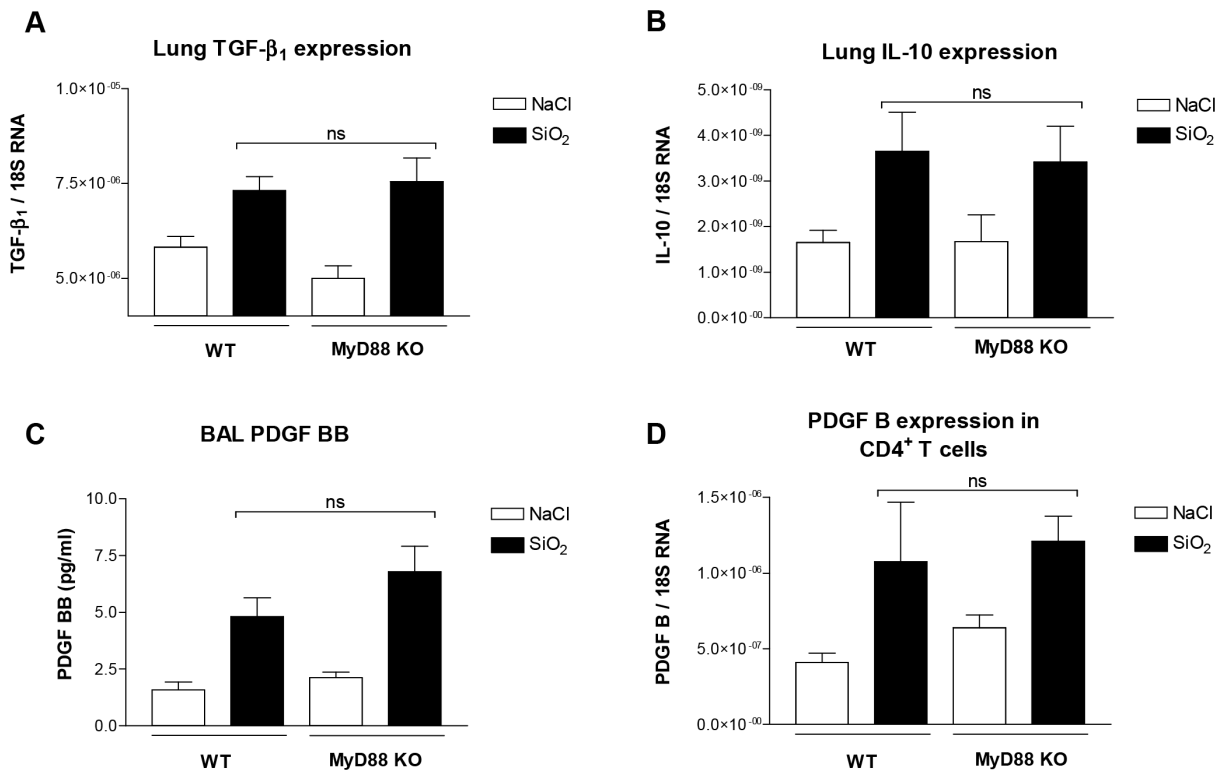 A
Lung TGF-β₁ expression
TGF-β₁ / 18S RNA
1.0×10⁻⁰⁵
7.5×10⁻⁰⁶
5.0×10⁻⁰⁶
ns
NaCl
SiO₂
WT
MyD88 KO
B
Lung IL-10 expression
IL-10 / 18S RNA
5.0×10⁻⁰⁹
4.0×10⁻⁰⁹
3.0×10⁻⁰⁹
2.0×10⁻⁰⁹
1.0×10⁻⁰⁹
0.0×10⁻⁰⁰
ns
NaCl
SiO₂
WT
MyD88 KO
C
BAL PDGF BB
PDGF BB (pg/ml)
10.0
7.5
5.0
2.5
0.0
ns
NaCl
SiO₂
WT
MyD88 KO
D
PDGF B expression in
CD4⁺ T cells
PDGF B / 18S RNA
1.5×10⁻⁰⁶
1.0×10⁻⁰⁶
5.0×10⁻⁰⁷
0.0×10⁻⁰⁰
ns
NaCl
SiO₂
WT
MyD88 KO